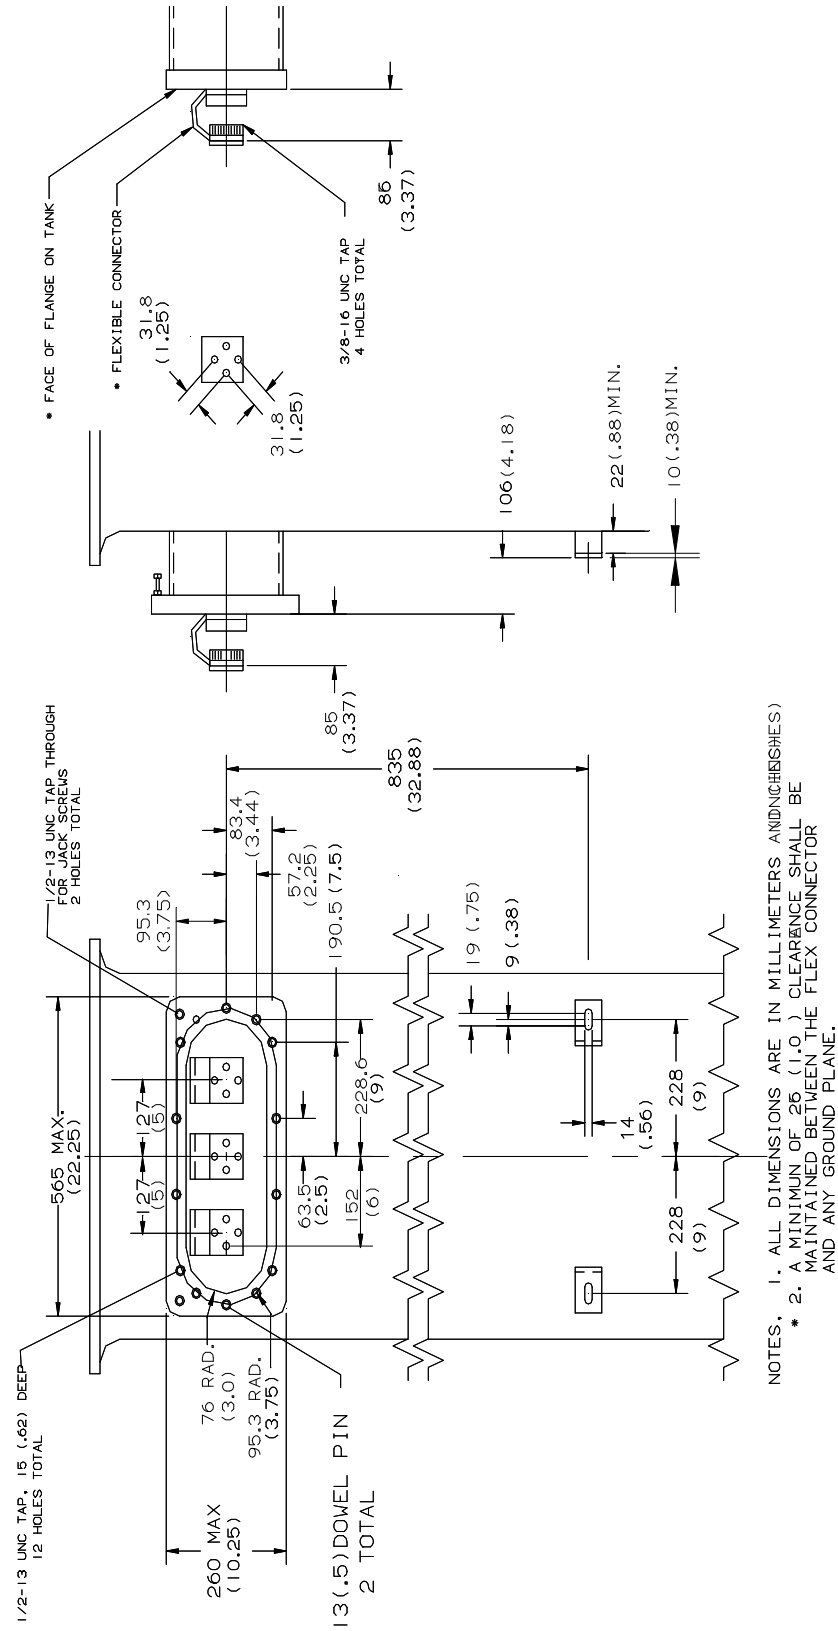 1/2-13 UNC TAP, 15 (.62) DEEP
12 HOLES TOTAL
1/2-13 UNC TAP THROUGH
FOR JACK SCREWS
2 HOLES TOTAL
* FACE OF FLANGE ON TANK
* FLEXIBLE CONNECTOR
3/8-16 UNC TAP
4 HOLES TOTAL
31.8
(1.25)
31.8
(1.25)
86
(3.37)
85
(3.37)
106(4.18)
22(.88)MIN.
10(.38)MIN.
565 MAX.
(22.25)
127
(5)
127
(5)
95.3
(3.75)
83.4
(3.44)
57.2
(2.25)
190.5 (7.5)
228.6
(9)
63.5
(2.5)
152
(6)
76 RAD.
(3.0)
95.3 RAD.
(3.75)
260 MAX
(10.25)
13(.5)DOWEL PIN
2 TOTAL
835
(32.88)
19 (.75)
9 (.38)
14
(.56)
228
(9)
228
(9)
NOTES, 1. ALL DIMENSIONS ARE IN MILLIMETERS AND
* 2. A MINIMUN OF 25 (1.0 ) CLEARENCE SHALL BE
MAINTAINED BETWEEN THE FLEX CONNECTOR
AND ANY GROUND PLANE.